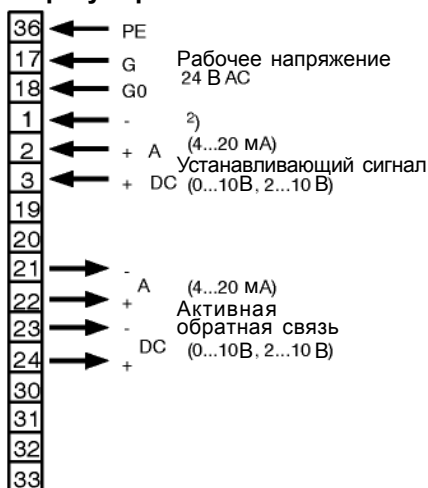 36 PE
17 G Рабочее напряжение
18 G0 24 В AC
1 - 2)
2 + A (4...20 мА)
Устанавливающий сигнал
3 + DC (0...10В, 2...10 В)
19
20
21 -
A (4...20 мА)
22 +
Активная
23 - обратная связь
DC (0...10В, 2...10 В)
24 +
30
31
32
33